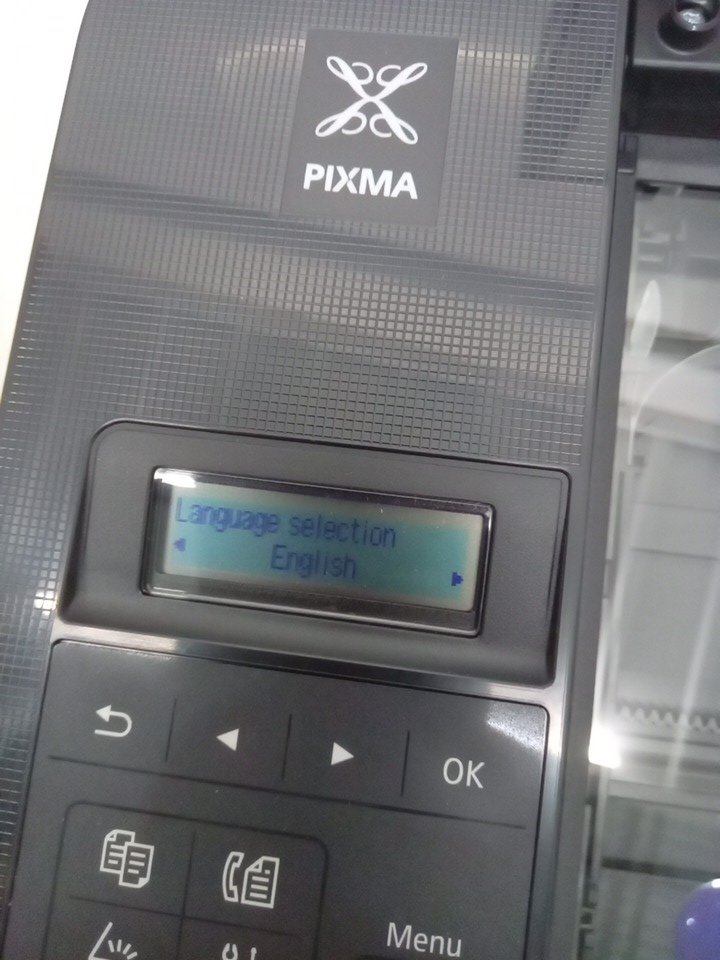 PIXMA
Language selection
English
OK
Menu